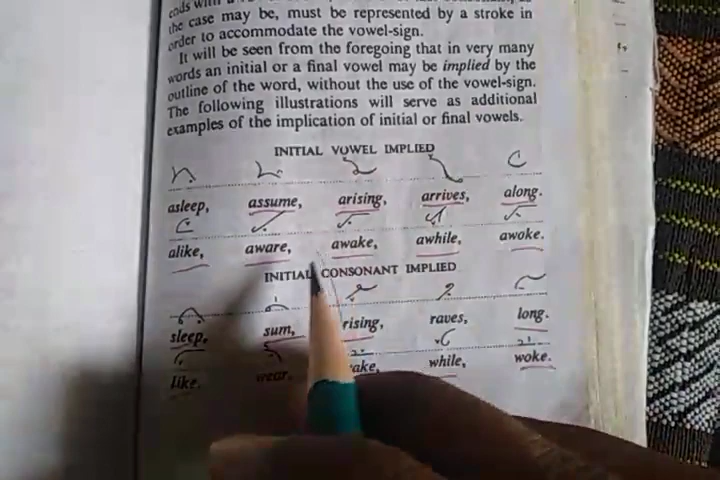 the case may be, must be represented by a stroke in
order to accommodate the vowel-sign.
It will be seen from the foregoing that in very many
words an initial or a final vowel may be implied by the
outline of the word, without the use of the vowel-sign.
The following illustrations will serve as additional
examples of the implication of initial or final vowels.
INITIAL VOWEL IMPLIED
asleep, assume, arising, arrives, along.
alike, aware, awake, awhile, awoke.
INITIAL CONSONANT IMPLIED
sleep, sum, rising, raves, long.
like. wear, while, woke.